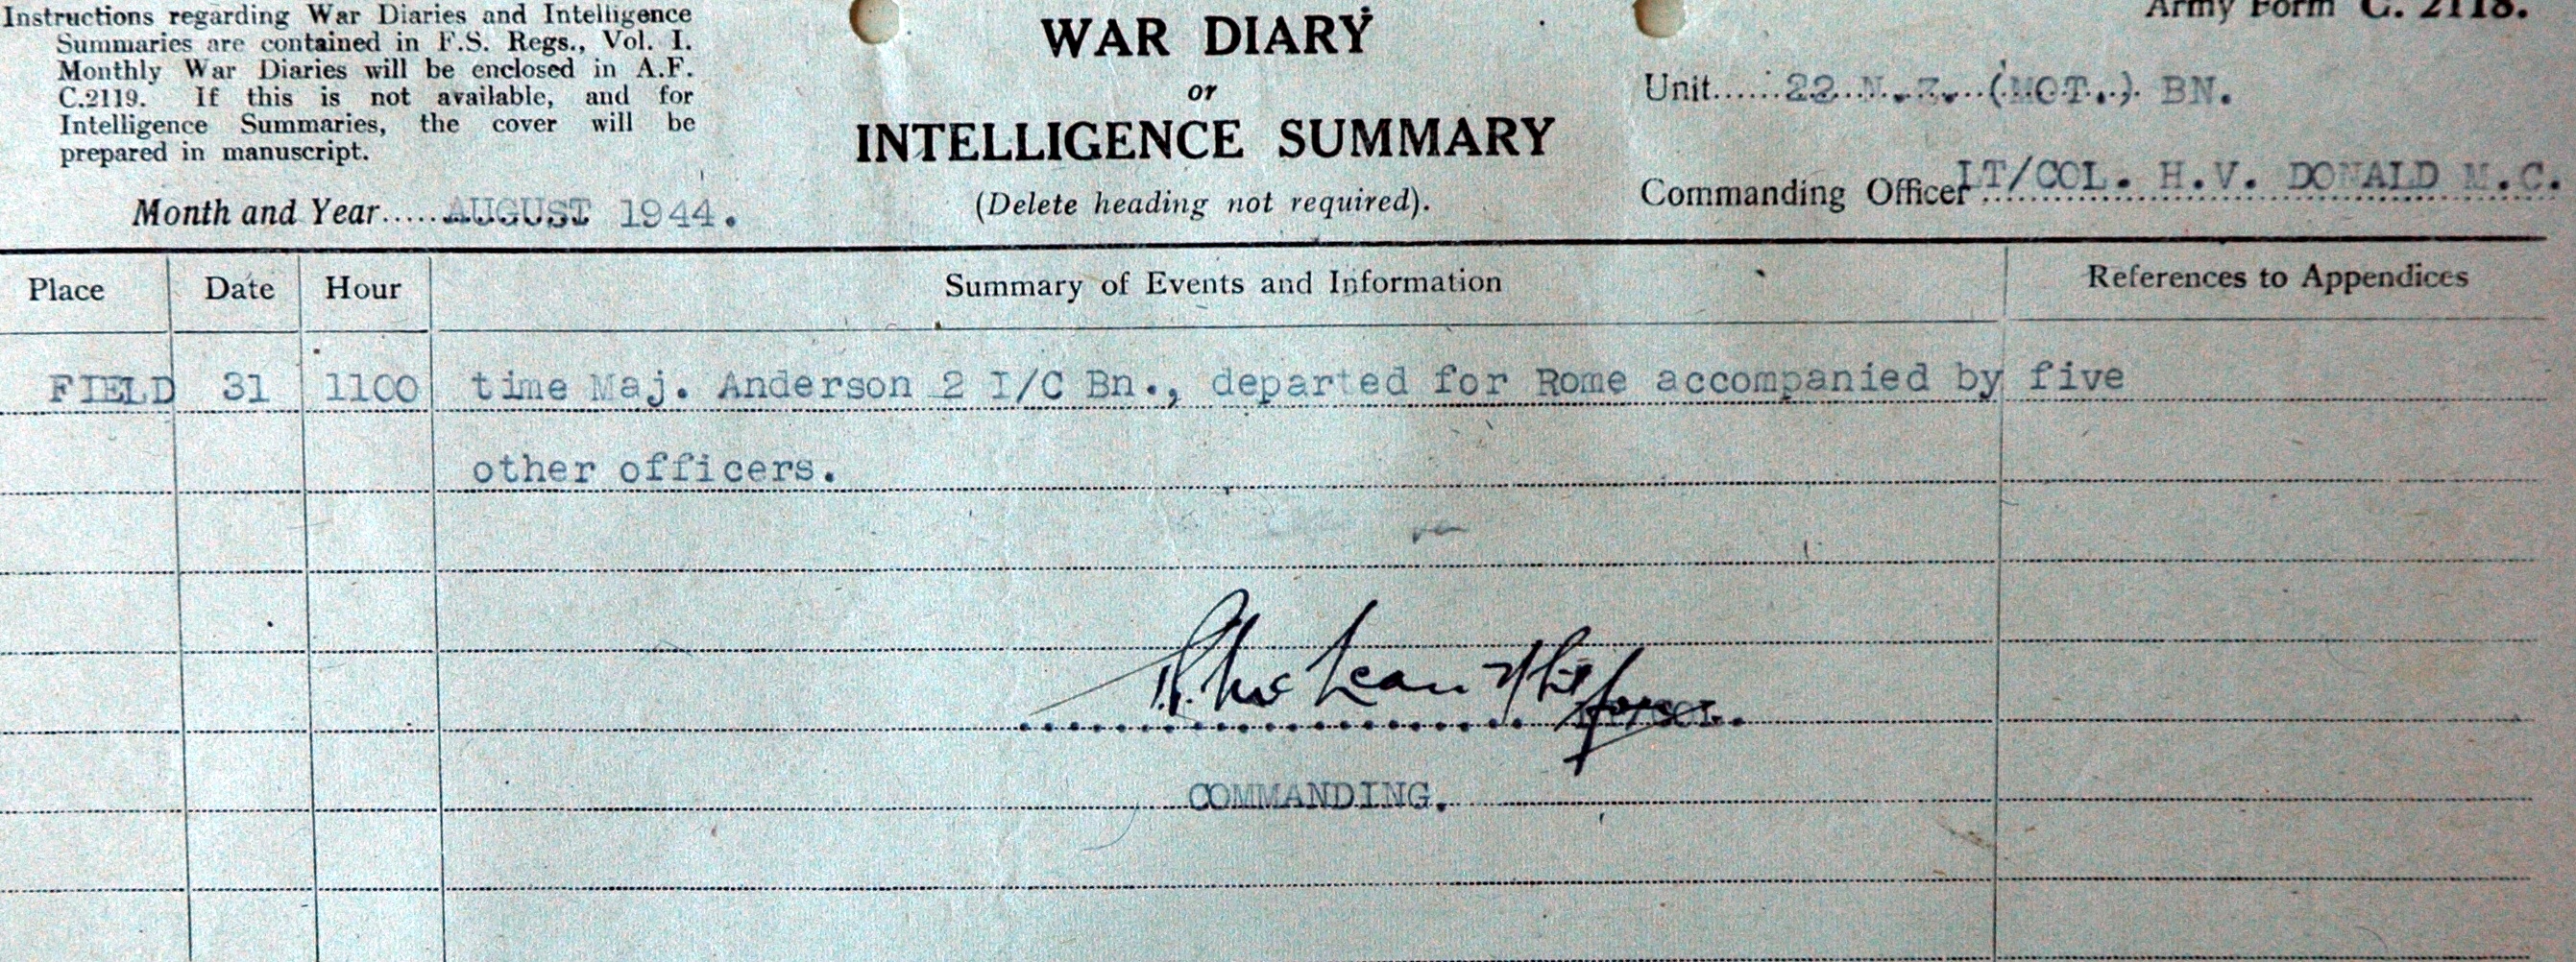 Instructions regarding War Diaries and Intelligence
Summaries are contained in F.S. Regs., Vol. I.
Monthly War Diaries will be enclosed in A.F.
C.2119. If this is not available, and for
Intelligence Summaries, the cover will be
prepared in manuscript.
Month and Year.....AUGUST 1944.
WAR DIARY
or
INTELLIGENCE SUMMARY
(Delete heading not required).
Army Form C. 2118.
Unit......22 N.Z. (MOT.) BN.
Commanding Officer LT/COL. H.V. DONALD M.C.
Place Date Hour Summary of Events and Information References to Appendices
FIELD 31 1100 time Maj. Anderson 2 I/C Bn., departed for Rome accompanied by five
other officers.
COMMANDING.